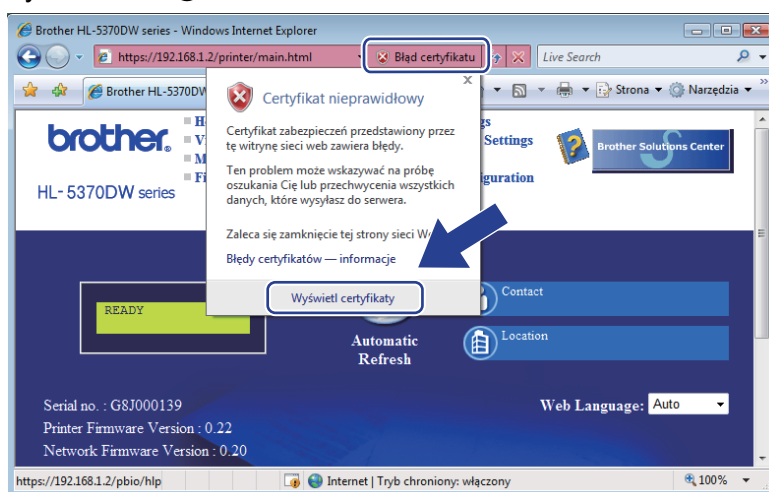 Brother HL-5370DW series - Windows Internet Explorer
https://192.168.1.2/printer/main.html
Błąd certyfikatu
Live Search
Brother HL-5370DW
Strona
Narzędzia
Certyfikat nieprawidłowy
Certyfikat zabezpieczeń przedstawiony przez
tę witrynę sieci web zawiera błędy.
Ten problem może wskazywać na próbę
oszukania Cię lub przechwycenia wszystkich
danych, które wysyłasz do serwera.
Zaleca się zamknięcie tej strony sieci
Błędy certyfikatów — informacje
Wyświetl certyfikaty
brother.
HL-5370DW series
Settings
Brother Solutions Center
READY
Automatic
Refresh
Contact
Location
Serial no. : G8J000139
Printer Firmware Version : 0.22
Network Firmware Version : 0.20
Web Language: Auto
https://192.168.1.2/pbio/hlp
Internet | Tryb chroniony: włączony
100%